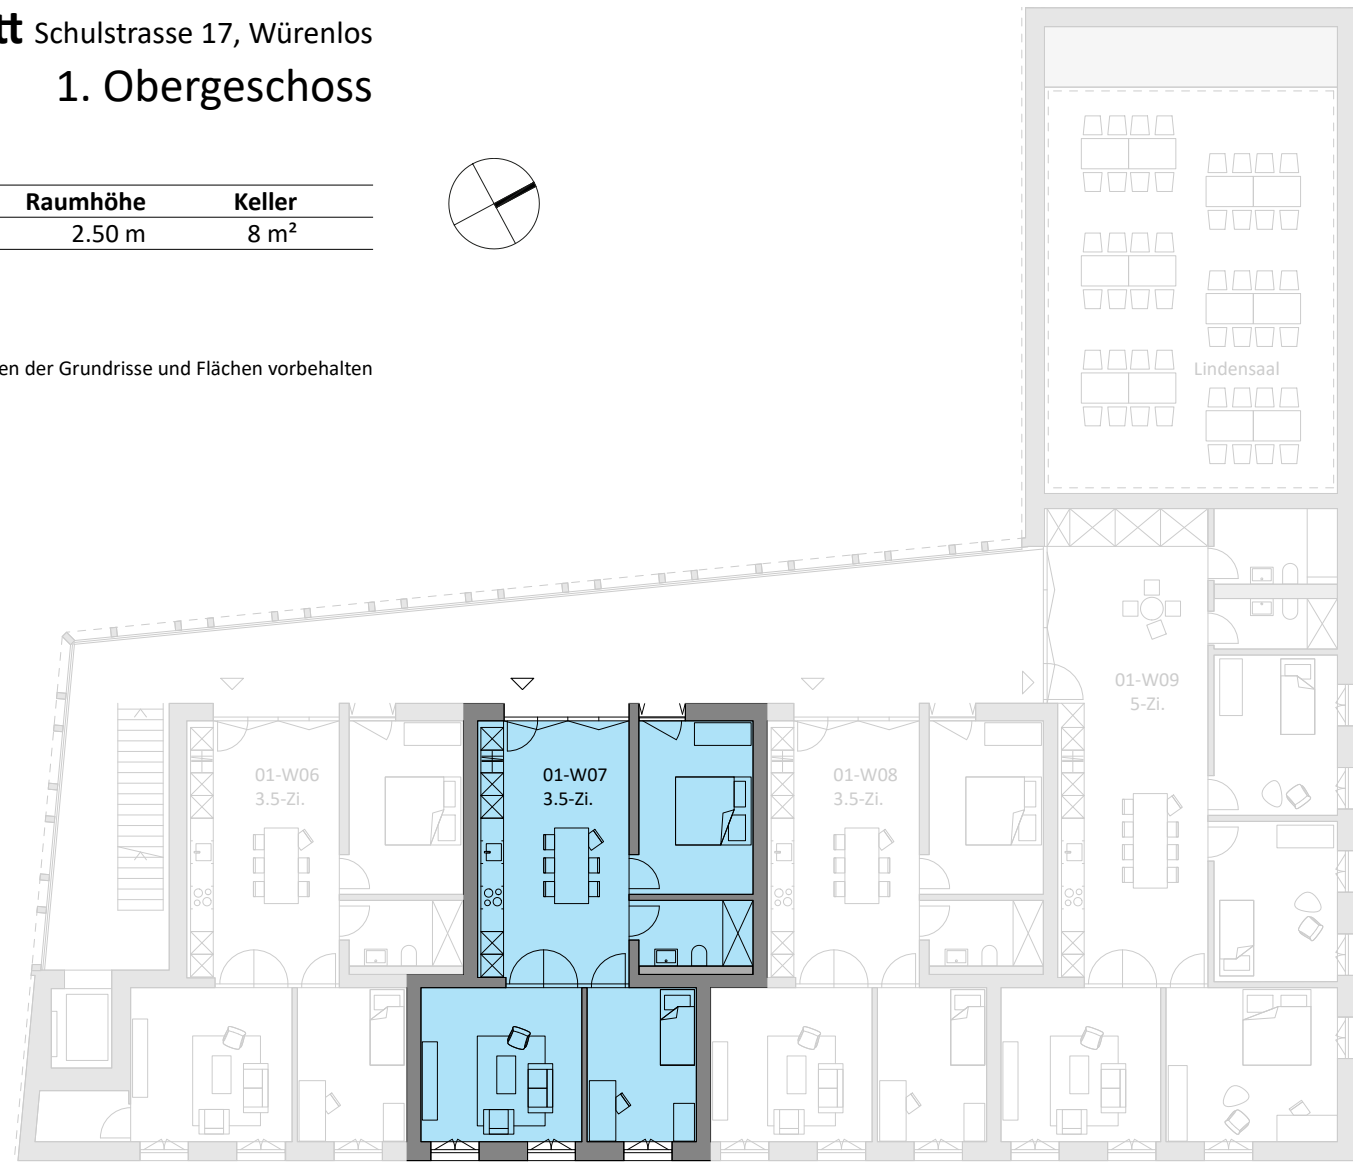 tt Schulstrasse 17, Würenlos
1. Obergeschoss
Raumhöhe Keller
2.50 m 8 m²
en der Grundrisse und Flächen vorbehalten
Lindensaal
01-W09
5-Zi.
01-W06
3.5-Zi.
01-W07
3.5-Zi.
01-W08
3.5-Zi.